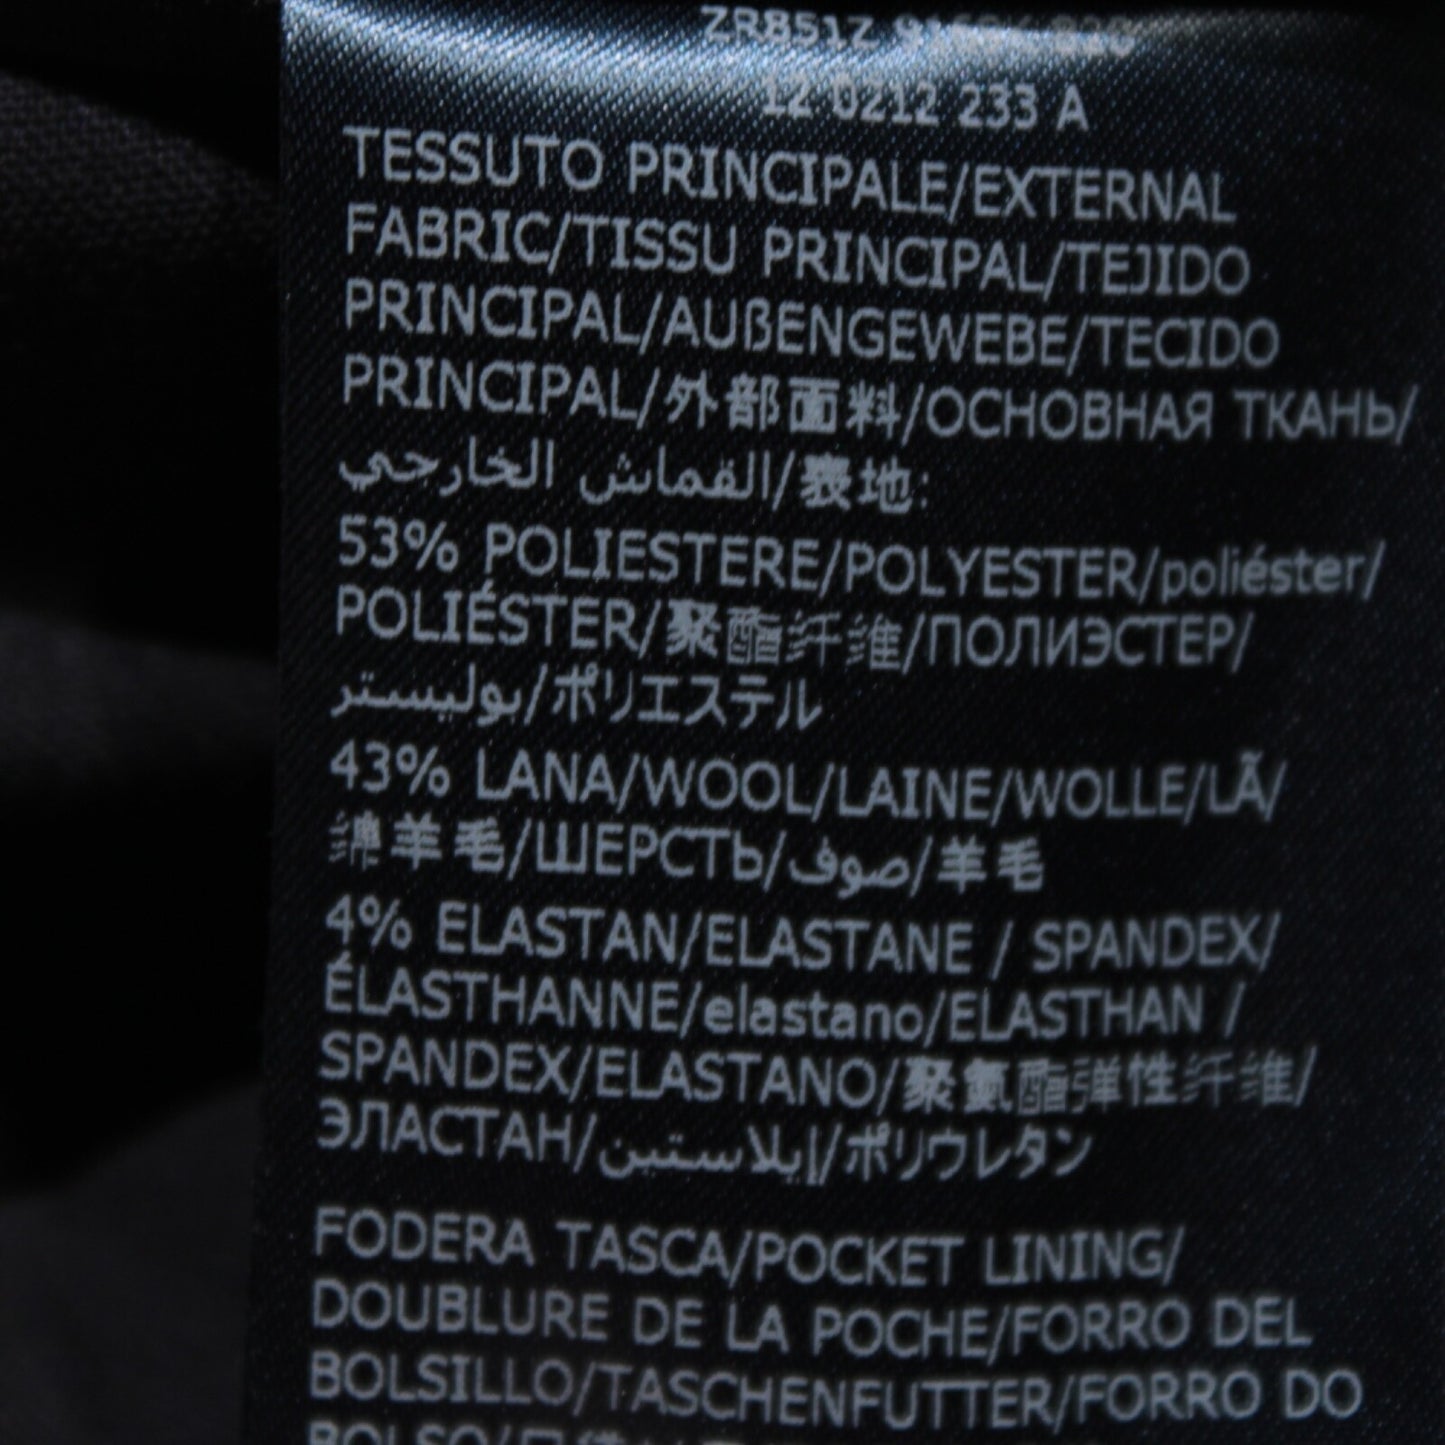 ZR851Z
12 0212 233 A
TESSUTO PRINCIPALE/EXTERNAL
FABRIC/TISSU PRINCIPAL/TEJIDO
PRINCIPAL/AUßENGEWEBE/TECIDO
PRINCIPAL/外部面料/ОСНОВНАЯ ТКАНЬ/
القماش الخارجي/表地:
53% POLIESTERE/POLYESTER/poliéster/
POLIÉSTER/聚酯纤维/ПОЛИЭСТЕР/
بوليستر/ポリエステル
43% LANA/WOOL/LAINE/WOLLE/LÃ/
绵羊毛/ШЕРСТЬ/صوف/羊毛
4% ELASTAN/ELASTANE / SPANDEX/
ÉLASTHANNE/elastano/ELASTHAN /
SPANDEX/ELASTANO/聚氨酯弹性纤维/
ЭЛАСТАН/إيلاستين/ポリウレタン
FODERA TASCA/POCKET LINING/
DOUBLURE DE LA POCHE/FORRO DEL
BOLSILLO/TASCHENFUTTER/FORRO DO
BOLSO/